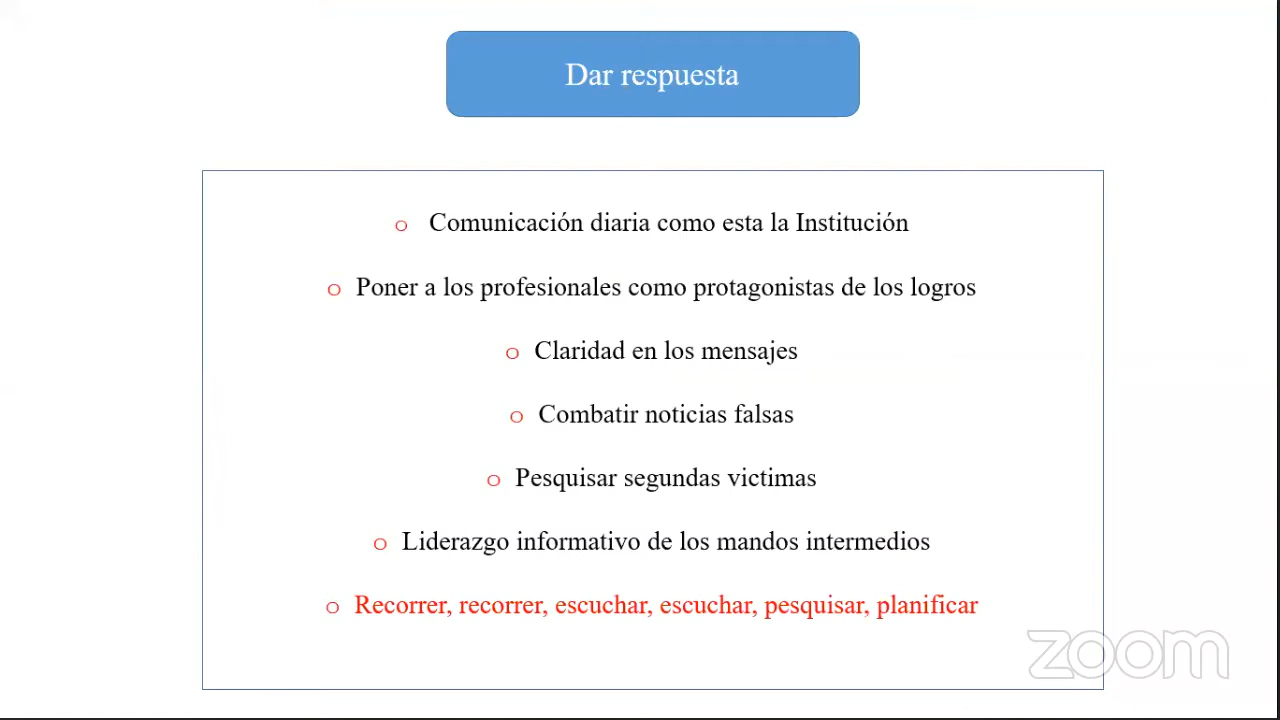 Dar respuesta
o Comunicación diaria como esta la Institución
o Poner a los profesionales como protagonistas de los logros
o Claridad en los mensajes
o Combatir noticias falsas
o Pesquisar segundas victimas
o Liderazgo informativo de los mandos intermedios
o Recorrer, recorrer, escuchar, escuchar, pesquisar, planificar
zoom